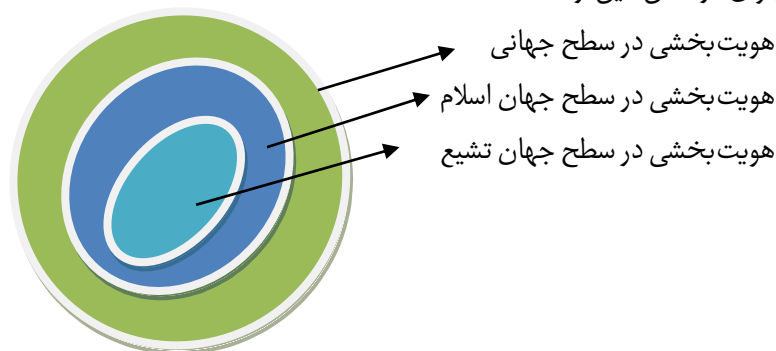 هویت‌بخشی در سطح جهانی
هویت‌بخشی در سطح جهان اسلام
هویت‌بخشی در سطح جهان تشیع